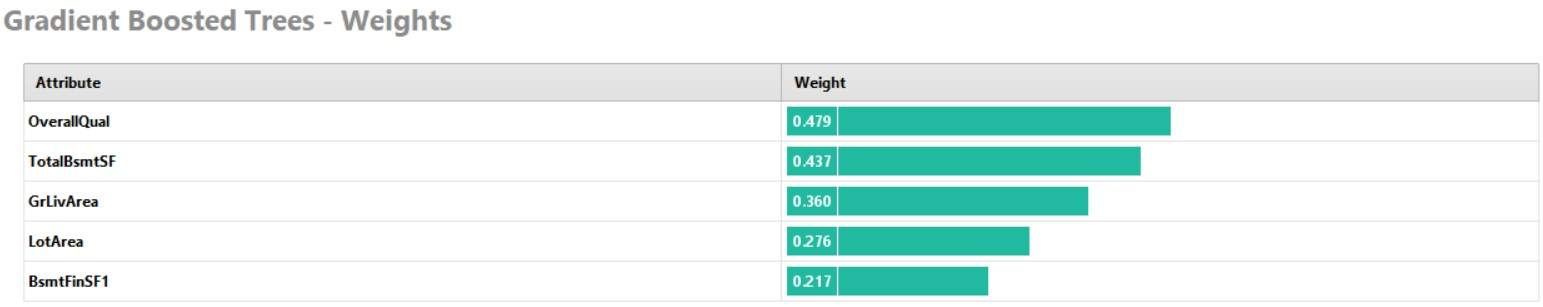 Gradient Boosted Trees - Weights
Attribute Weight
OverallQual 0.479
TotalBsmtSF 0.437
GrLivArea 0.360
LotArea 0.276
BsmtFinSF1 0.217